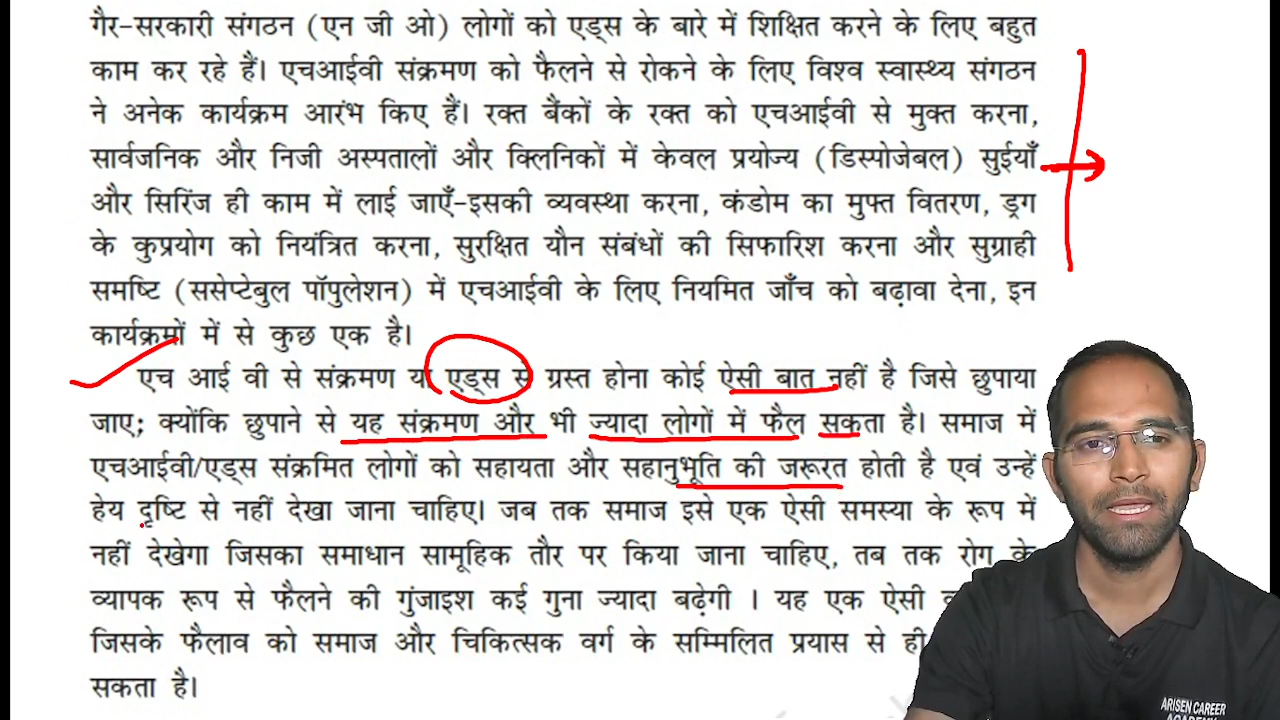 गैर-सरकारी संगठन (एन जी ओ) लोगों को एड्स के बारे में शिक्षित करने के लिए बहुत
काम कर रहे हैं। एचआईवी संक्रमण को फैलने से रोकने के लिए विश्व स्वास्थ्य संगठन
ने अनेक कार्यक्रम आरंभ किए हैं। रक्त बैंकों के रक्त को एचआईवी से मुक्त करना,
सार्वजनिक और निजी अस्पतालों और क्लिनिकों में केवल प्रयोज्य (डिस्पोजेबल) सुईयाँ
और सिरिंज ही काम में लाई जाएँ-इसकी व्यवस्था करना, कंडोम का मुफ्त वितरण, ड्रग
के कुप्रयोग को नियंत्रित करना, सुरक्षित यौन संबंधों की सिफारिश करना और सुग्राही
समष्टि (ससेप्टेबुल पॉपुलेशन) में एचआईवी के लिए नियमित जाँच को बढ़ावा देना, इन
कार्यक्रमों में से कुछ एक है।
एच आई वी से संक्रमण या एड्स से ग्रस्त होना कोई ऐसी बात नहीं है जिसे छुपाया
जाए; क्योंकि छुपाने से यह संक्रमण और भी ज्यादा लोगों में फैल सकता है। समाज में
एचआईवी/एड्स संक्रमित लोगों को सहायता और सहानुभूति की जरूरत होती है एवं उन्हें
हेय दृष्टि से नहीं देखा जाना चाहिए। जब तक समाज इसे एक ऐसी समस्या के रूप में
नहीं देखेगा जिसका समाधान सामूहिक तौर पर किया जाना चाहिए, तब तक रोग के
व्यापक रूप से फैलने की गुंजाइश कई गुना ज्यादा बढ़ेगी । यह एक ऐसी
जिसके फैलाव को समाज और चिकित्सक वर्ग के सम्मिलित प्रयास से ही
सकता है।
ARISEN CAREER
ACADEMY